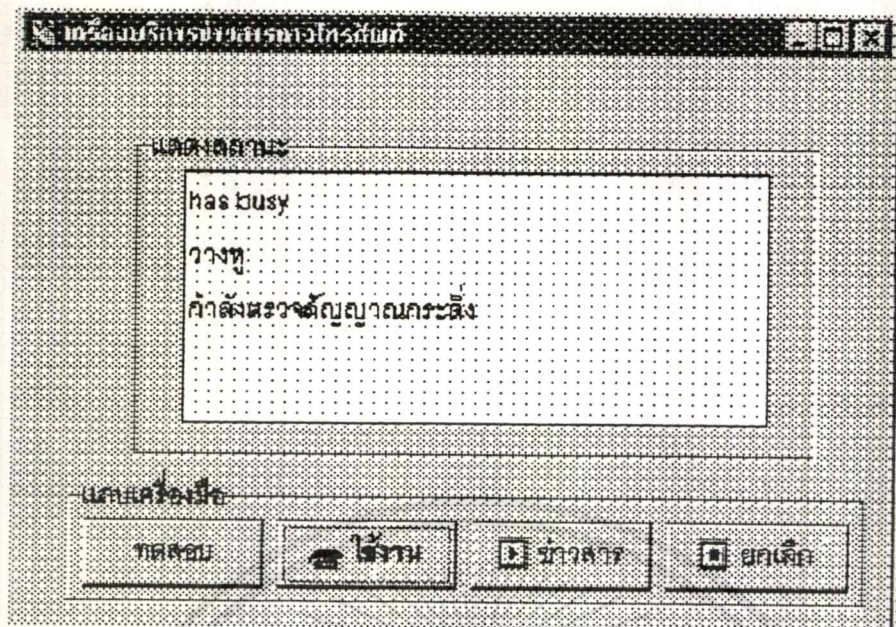 เครื่องบริการข่าวสารทางโทรศัพท์
แสดงสถานะ
has busy
วางหู
กำลังตรวจสัญญาณกระดิ่ง
แถบเครื่องมือ
ทดสอบ
ใช้งาน
ข่าวสาร
ยกเลิก